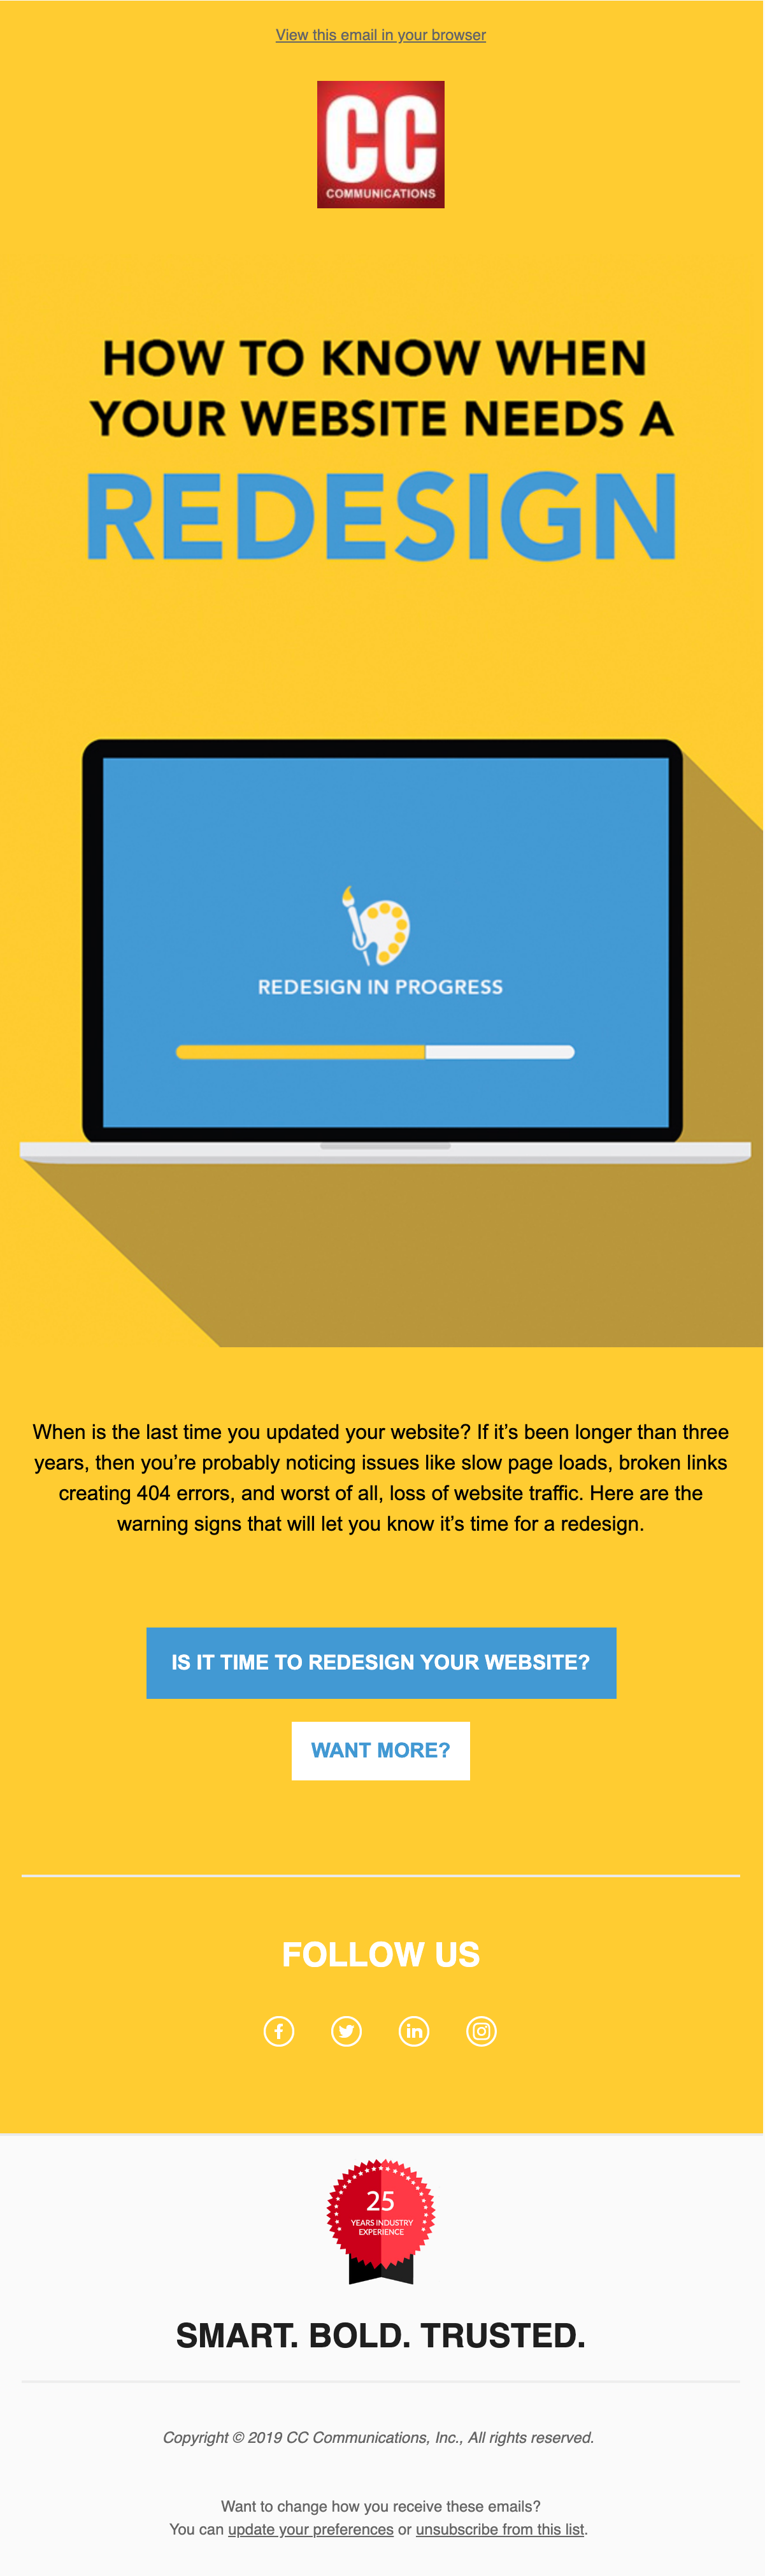 View this email in your browser
CC
COMMUNICATIONS
HOW TO KNOW WHEN
YOUR WEBSITE NEEDS A
REDESIGN
REDESIGN IN PROGRESS
When is the last time you updated your website? If it’s been longer than three
years, then you’re probably noticing issues like slow page loads, broken links
creating 404 errors, and worst of all, loss of website traffic. Here are the
warning signs that will let you know it’s time for a redesign.
IS IT TIME TO REDESIGN YOUR WEBSITE?
WANT MORE?
FOLLOW US
25
YEARS INDUSTRY
EXPERIENCE
SMART. BOLD. TRUSTED.
Copyright © 2019 CC Communications, Inc., All rights reserved.
Want to change how you receive these emails?
You can update your preferences or unsubscribe from this list.